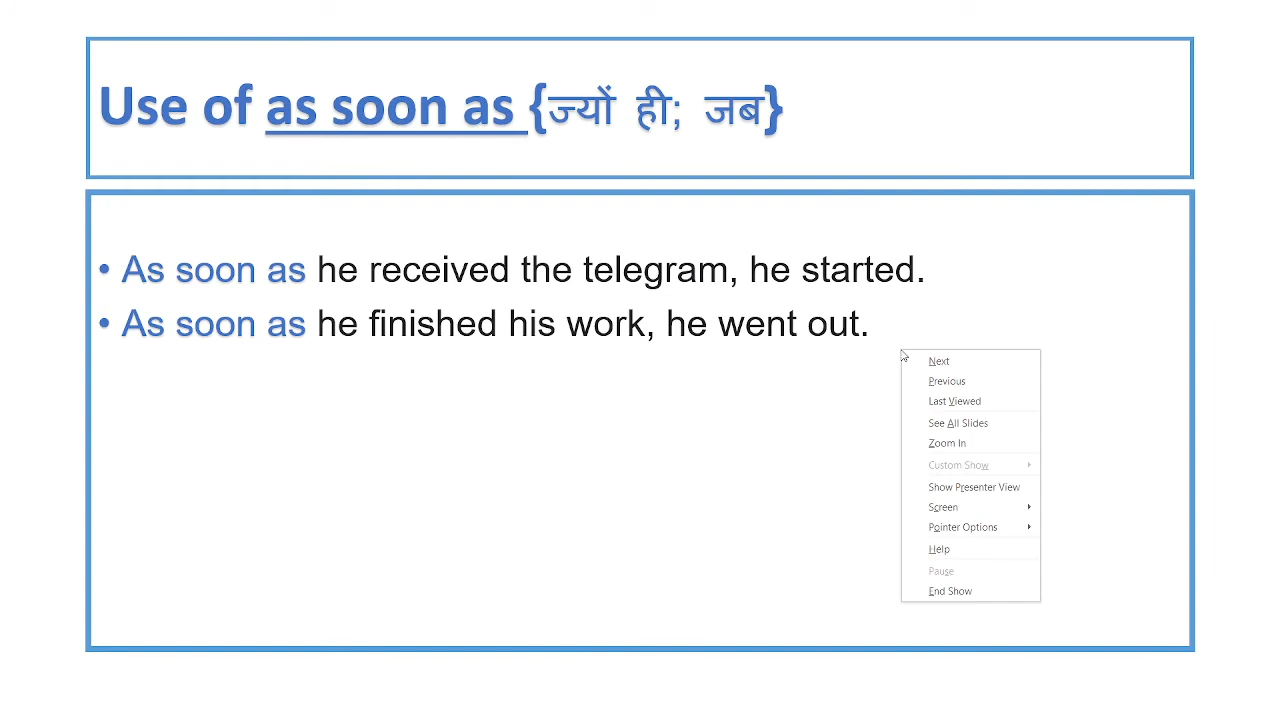 Use of as soon as {ज्यों ही; जब}
• As soon as he received the telegram, he started.
• As soon as he finished his work, he went out.
Next
Previous
Last Viewed
See All Slides
Zoom In
Custom Show
Show Presenter View
Screen
Pointer Options
Help
Pause
End Show